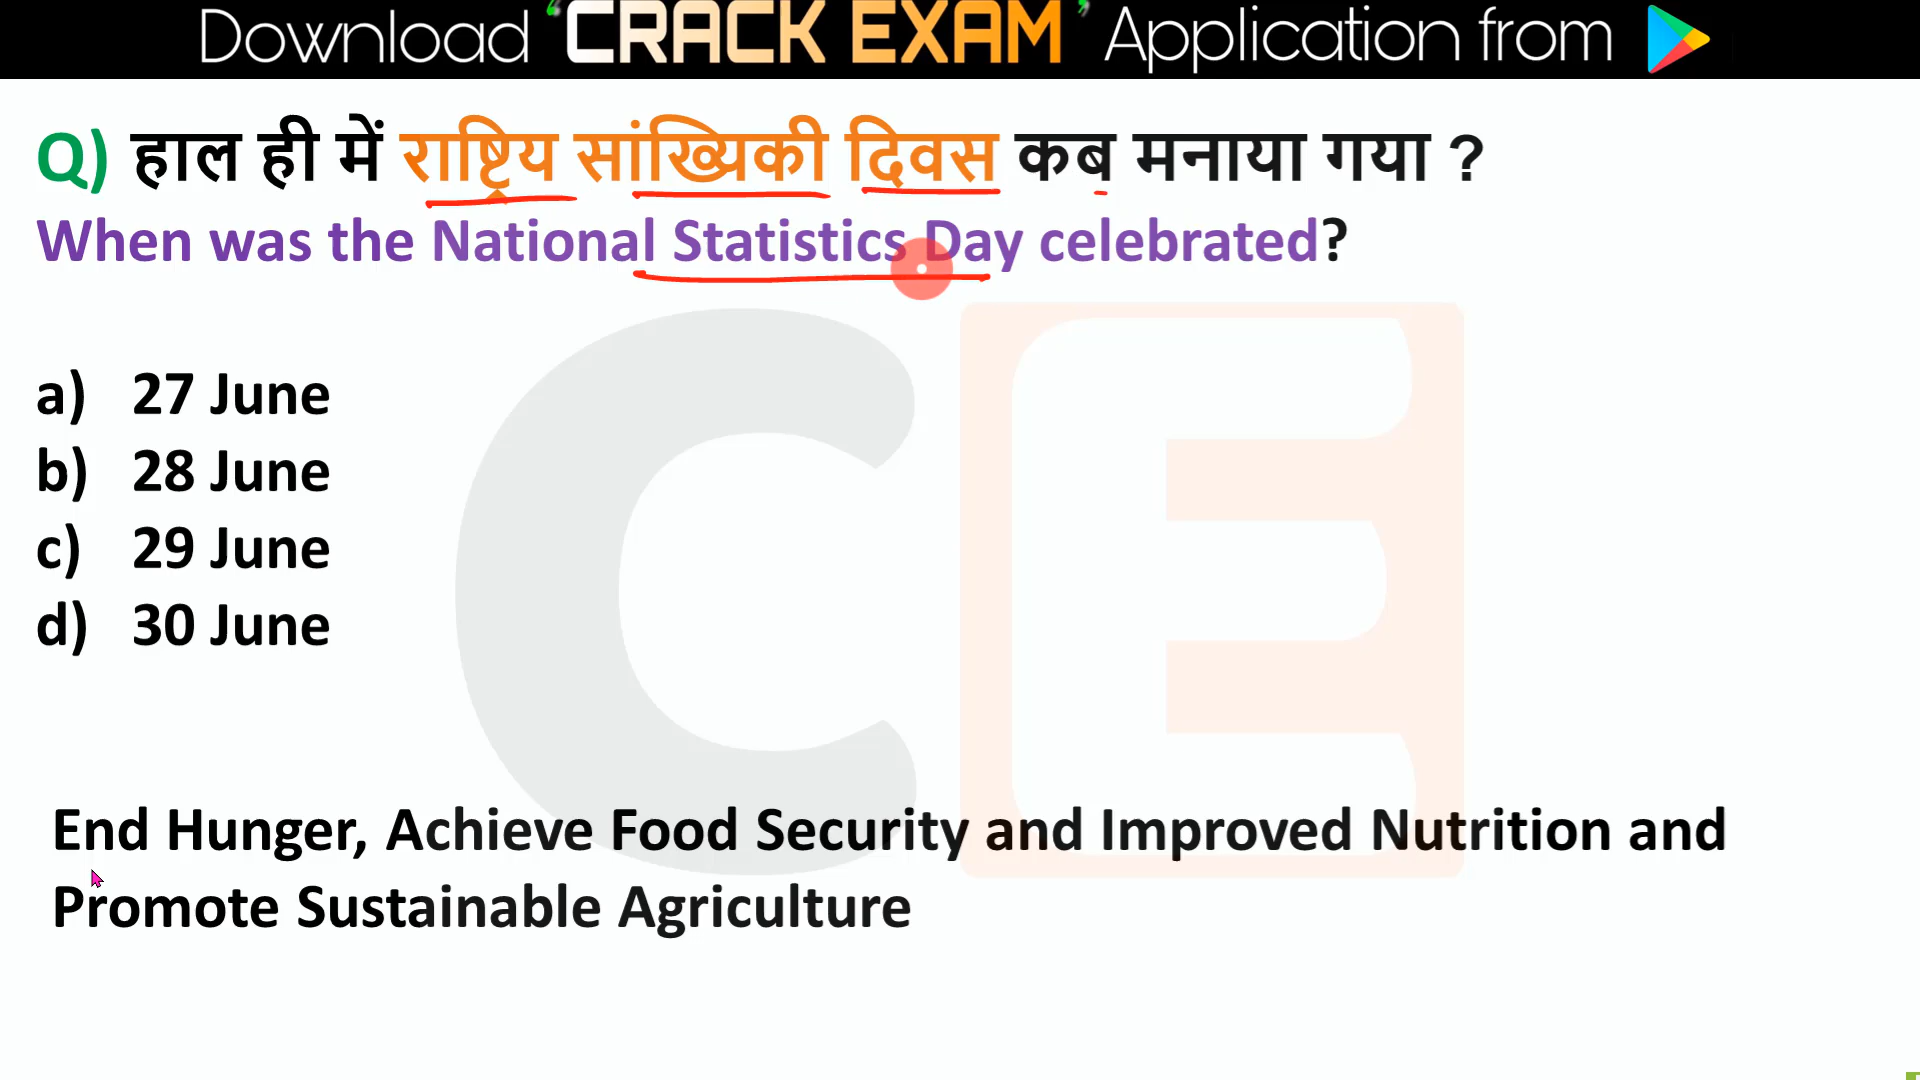 Download 'CRACK EXAM' Application from
Q) हाल ही में राष्ट्रिय सांख्यिकी दिवस कब मनाया गया ?
When was the National Statistics Day celebrated?
a) 27 June
b) 28 June
c) 29 June
d) 30 June
CE
End Hunger, Achieve Food Security and Improved Nutrition and
Promote Sustainable Agriculture